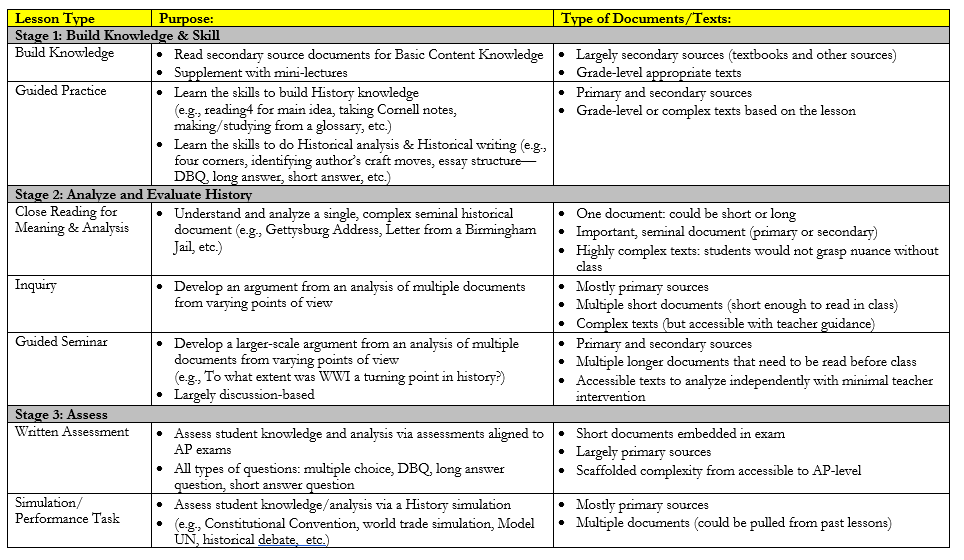 Lesson Type Purpose: Type of Documents/Texts:
Stage 1: Build Knowledge & Skill
Build Knowledge
• Read secondary source documents for Basic Content Knowledge
• Supplement with mini-lectures
• Largely secondary sources (textbooks and other sources)
• Grade-level appropriate texts
Guided Practice
• Learn the skills to build History knowledge
(e.g., reading4 for main idea, taking Cornell notes,
making/studying from a glossary, etc.)
• Learn the skills to do Historical analysis & Historical writing (e.g.,
four corners, identifying author's craft moves, essay structure—
DBQ, long answer, short answer, etc.)
• Primary and secondary sources
• Grade-level or complex texts based on the lesson
Stage 2: Analyze and Evaluate History
Close Reading for
Meaning & Analysis
• Understand and analyze a single, complex seminal historical
document (e.g., Gettysburg Address, Letter from a Birmingham
Jail, etc.)
• One document: could be short or long
• Important, seminal document (primary or secondary)
• Highly complex texts: students would not grasp nuance without
class
Inquiry
• Develop an argument from an analysis of multiple documents
from varying points of view
• Mostly primary sources
• Multiple short documents (short enough to read in class)
• Complex texts (but accessible with teacher guidance)
Guided Seminar
• Develop a larger-scale argument from an analysis of multiple
documents from varying points of view
(e.g., To what extent was WWI a turning point in history?)
• Largely discussion-based
• Primary and secondary sources
• Multiple longer documents that need to be read before class
• Accessible texts to analyze independently with minimal teacher
intervention
Stage 3: Assess
Written Assessment
• Assess student knowledge and analysis via assessments aligned to
AP exams
• All types of questions: multiple choice, DBQ, long answer
question, short answer question
• Short documents embedded in exam
• Largely primary sources
• Scaffolded complexity from accessible to AP-level
Simulation/
Performance Task
• Assess student knowledge/analysis via a History simulation
• (e.g., Constitutional Convention, world trade simulation, Model
UN, historical debate, etc.)
• Mostly primary sources
• Multiple documents (could be pulled from past lessons)